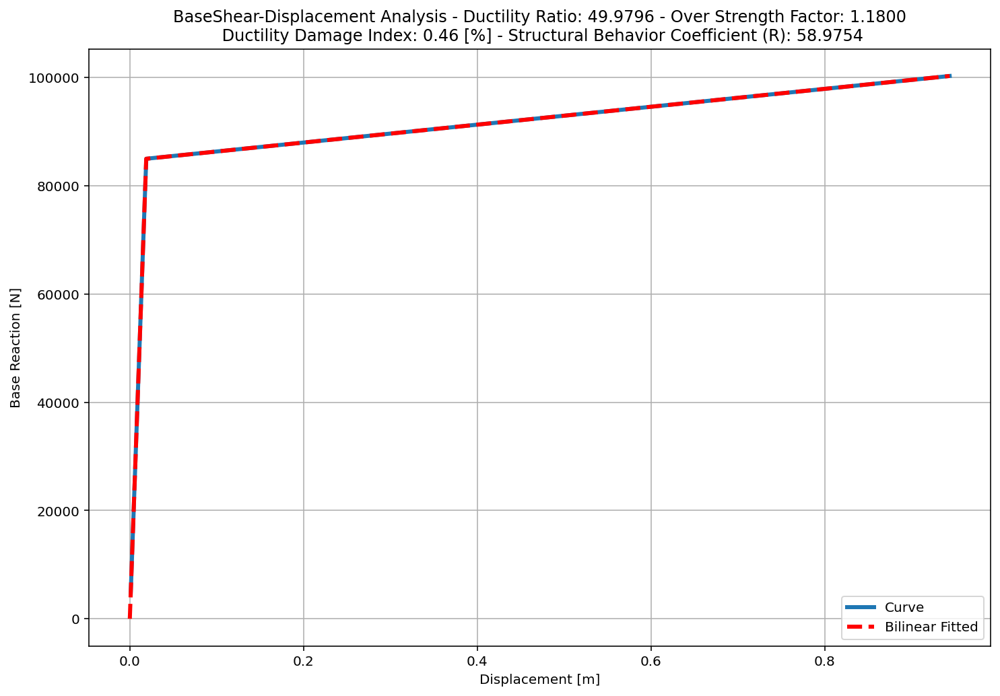 BaseShear-Displacement Analysis - Ductility Ratio: 49.9796 - Over Strength Factor: 1.1800
Ductility Damage Index: 0.46 [%] - Structural Behavior Coefficient (R): 58.9754
100000
80000
60000
40000
20000
0
Base Reaction [N]
Curve
Bilinear Fitted
0.0
0.2
0.4
0.6
0.8
Displacement [m]